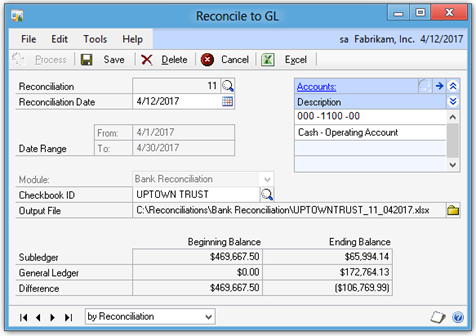 Reconcile to GL
File Edit Tools Help sa Fabrikam, Inc. 4/12/2017
Process Save Delete Cancel Excel
Reconciliation 11
Reconciliation Date 4/12/2017
Date Range
From: 4/1/2017
To: 4/30/2017
Accounts:
Description
000 -1100 -00
Cash - Operating Account
Module: Bank Reconciliation
Checkbook ID UPTOWN TRUST
Output File C:\Reconciliations\Bank Reconciliation\UPTOWNTRUST_11_042017.xlsx
Beginning Balance Ending Balance
Subledger $469,667.50 $65,994.14
General Ledger $0.00 $172,764.13
Difference $469,667.50 ($106,769.99)
by Reconciliation